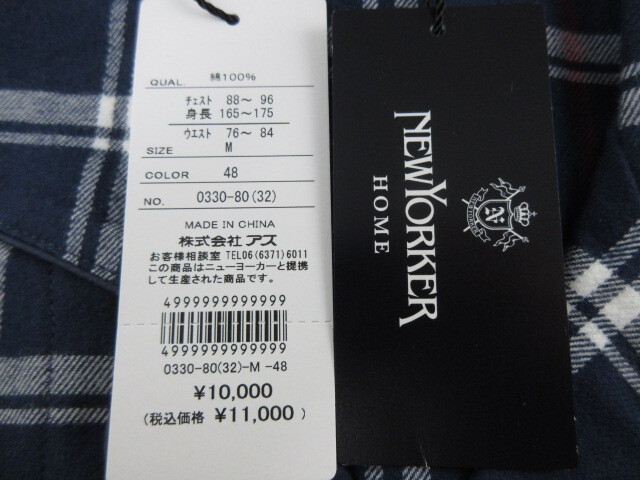 QUAL. 綿100%
チェスト 88〜 96
身長 165〜175
ウエスト 76〜 84
SIZE M
COLOR 48
NO. 0330-80(32)
MADE IN CHINA
株式会社 アス
お客様相談室 TEL06(6371)6011
この商品はニューヨーカーと提携
して生産された商品です。
4999999999999
4999999999999
0330-80(32)-M -48
¥10,000
(税込価格 ¥11,000)
NEWYORKER
HOME